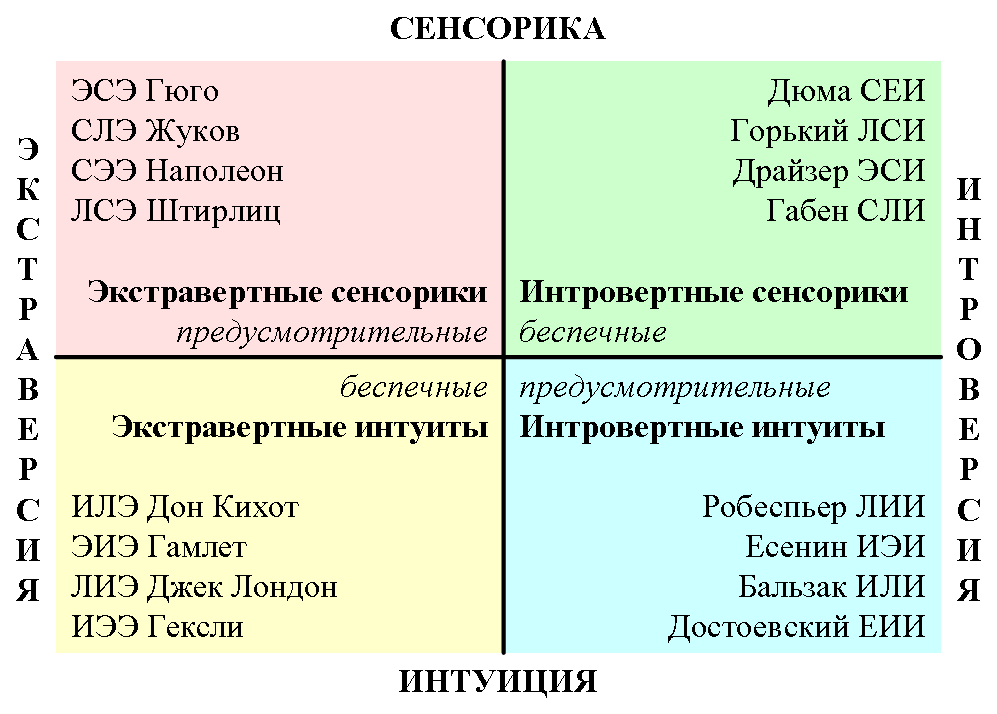 СЕНСОРИКА
ЭКСТРАВЕРСИЯ
ЭСЭ Гюго
СЛЭ Жуков
СЭЭ Наполеон
ЛСЭ Штирлиц
Экстравертные сенсорики
предусмотрительные
Дюма СЕИ
Горький ЛСИ
Драйзер ЭСИ
Габен СЛИ
Интровертные сенсорики
беспечные
беспечные
Экстравертные интуиты
ИЛЭ Дон Кихот
ЭИЭ Гамлет
ЛИЭ Джек Лондон
ИЭЭ Гексли
предусмотрительные
Интровертные интуиты
Робеспьер ЛИИ
Есенин ИЭИ
Бальзак ИЛИ
Достоевский ЕИИ
ИНТРОВЕРСИЯ
ИНТУИЦИЯ